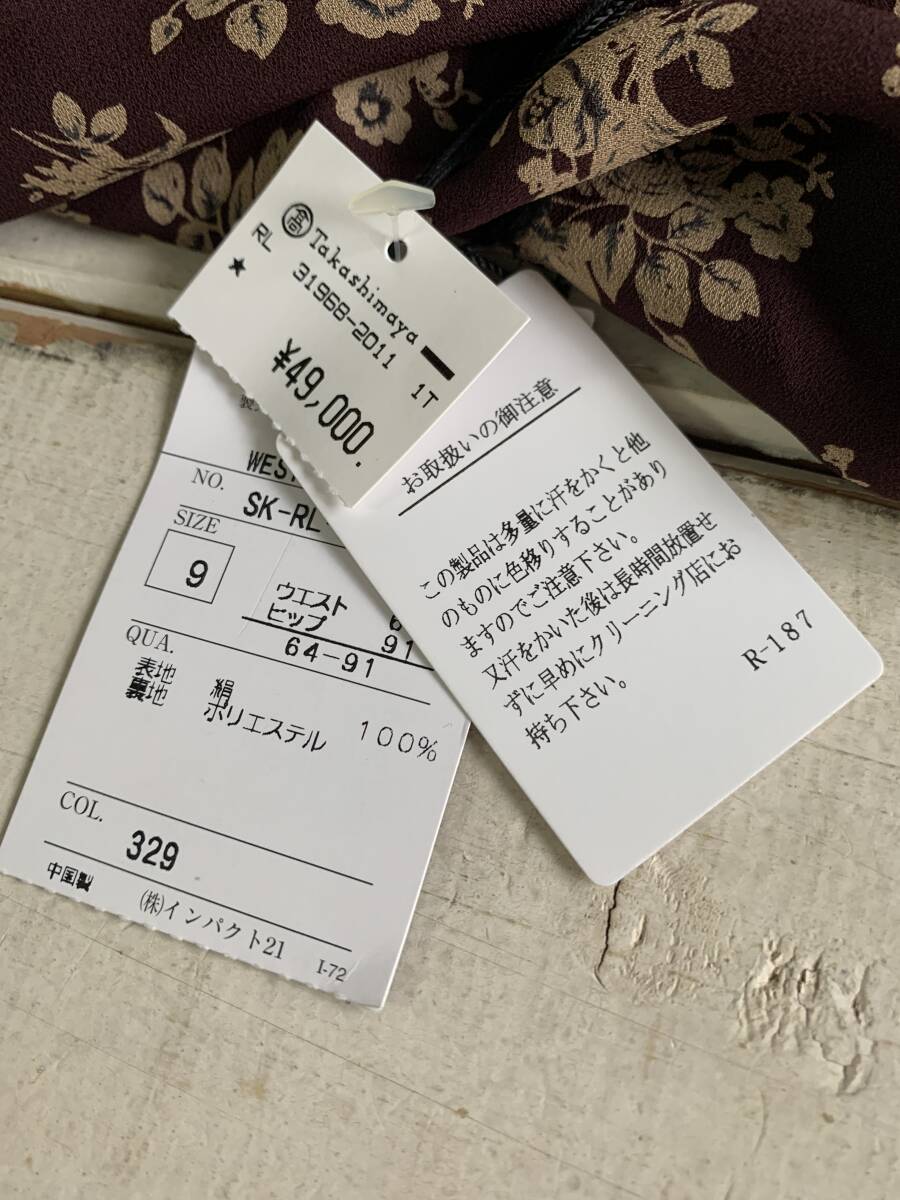 髙 Takashimaya
RL 31968-2011
★ 1T
¥49,000.
お取扱いの御注意
この製品は多量に汗をかくと他
のものに色移りすることがあり
ますのでご注意下さい。
又汗をかいた後は長時間放置せ
ずに早めにクリーニング店にお
持ち下さい。
R-187
NO. SK-RL
SIZE
9
ウエスト
ヒップ 91
64-91
QUA.
表地 絹
裏地 ポリエステル 100%
COL.
329
中国製 (株)インパクト21 I-72